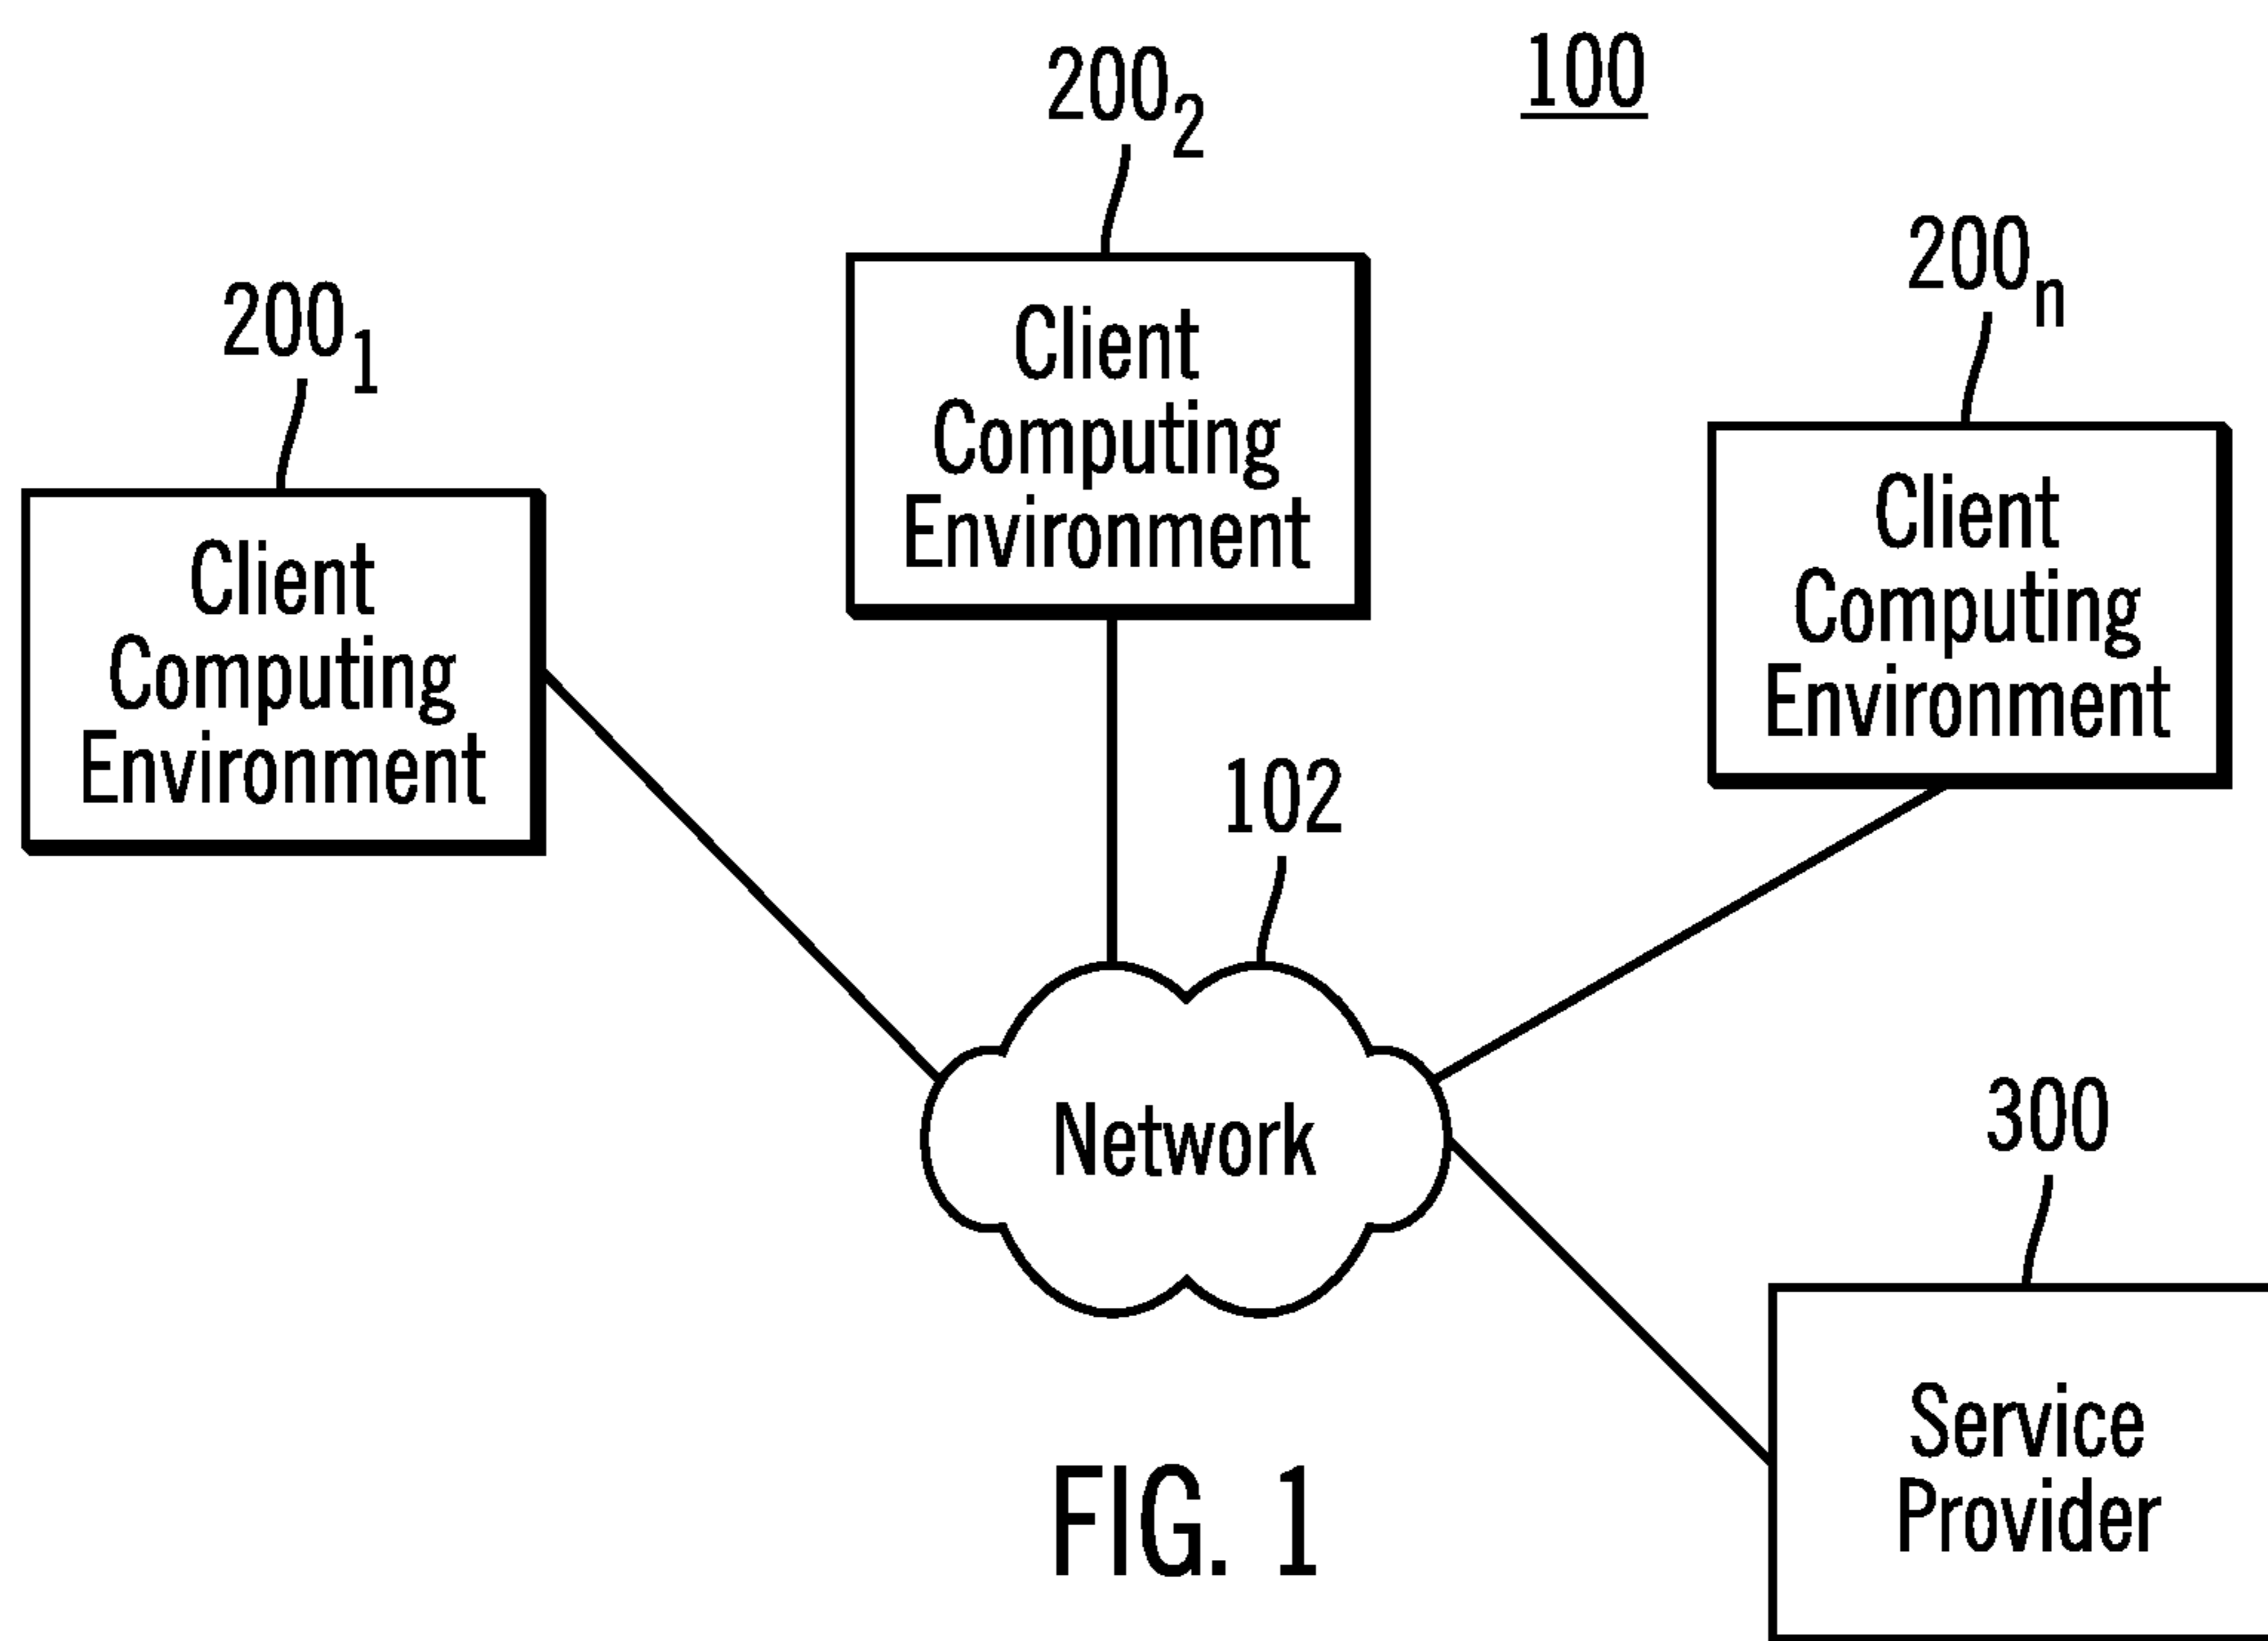 100
200₂
200ₙ
200₁
Client
Computing
Environment
Client
Computing
Environment
Client
Computing
Environment
102
Network
300
Service
Provider
FIG. 1